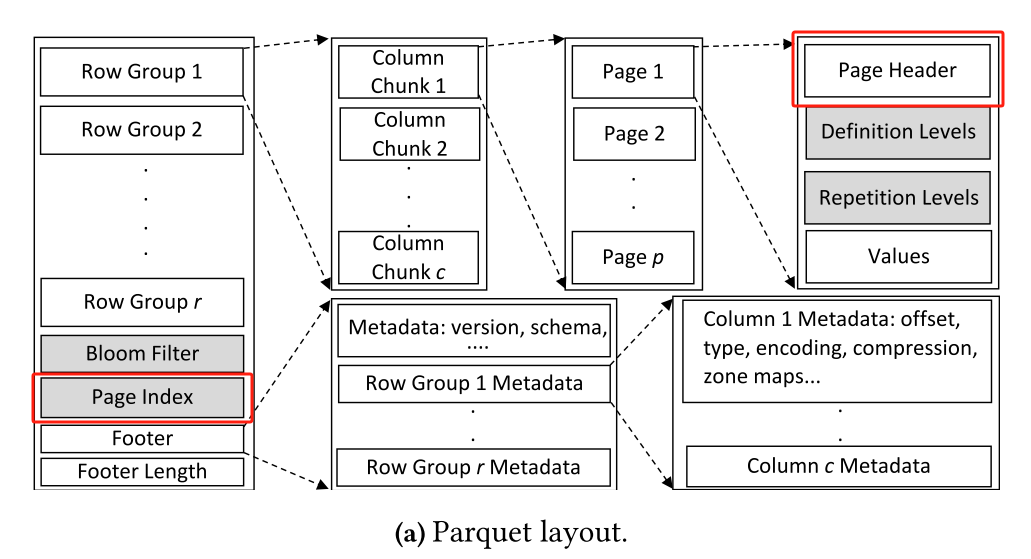 Row Group 1
Row Group 2
.
.
.
.
Row Group r
Bloom Filter
Page Index
Footer
Footer Length
Column
Chunk 1
Column
Chunk 2
.
.
.
Column
Chunk c
Page 1
Page 2
.
.
Page p
Page Header
Definition Levels
Repetition Levels
Values
Metadata: version, schema,
....
Row Group 1 Metadata
.
.
Row Group r Metadata
Column 1 Metadata: offset,
type, encoding, compression,
zone maps...
.
.
Column c Metadata
(a) Parquet layout.